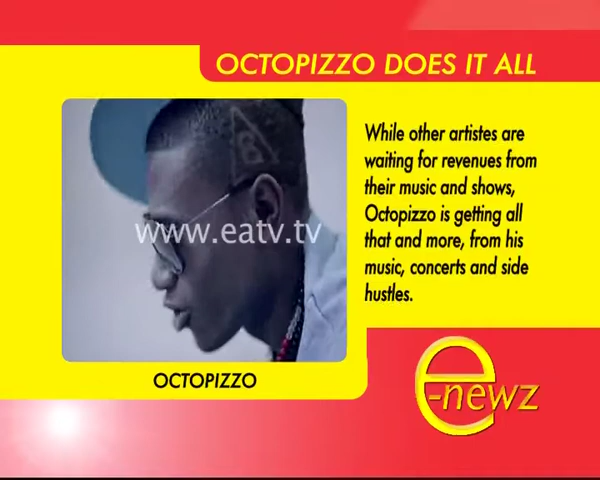 OCTOPIZZO DOES IT ALL
While other artistes are
waiting for revenues from
their music and shows,
Octopizzo is getting all
that and more, from his
music, concerts and side
hustles.
8
www.eatv.tv
OCTOPIZZO
e-newz